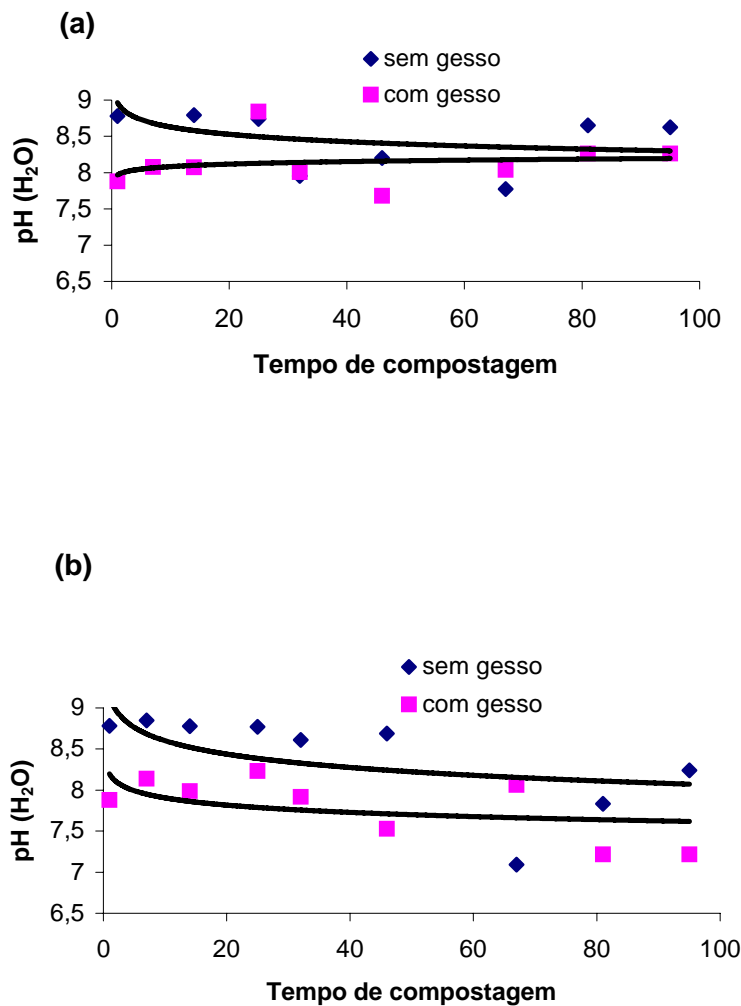 (a)
sem gesso
com gesso
9
8,5
8
7,5
7
6,5
pH (H₂O)
0 20 40 60 80 100
Tempo de compostagem
(b)
sem gesso
com gesso
9
8,5
8
7,5
7
6,5
pH (H₂O)
0 20 40 60 80 100
Tempo de compostagem